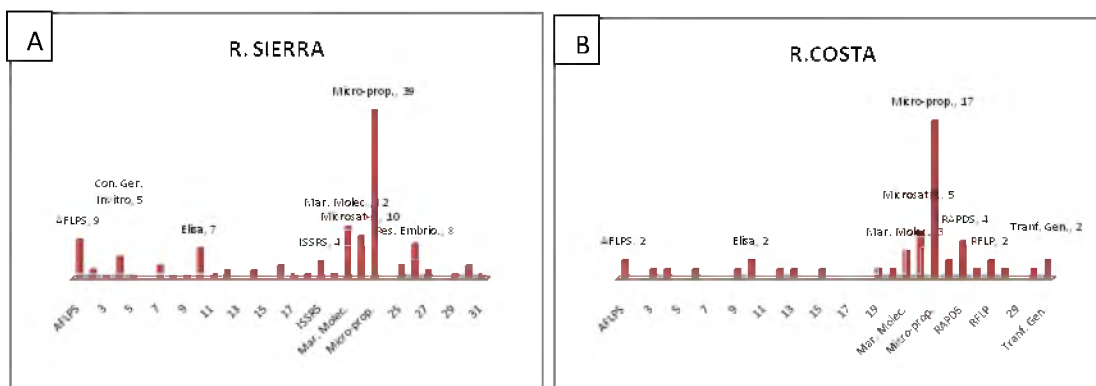 A
R. SIERRA
Micro-prop., 39
Con. Ger.
Invitro, 5
Mar. Molec., 12
AFLPS, 9
Microsat., 10
Elisa, 7
Res. Embrio., 8
ISSRS, 4
AFLPS 3 5 7 9 11 13 15 17 ISSRS Mar. Molec. Micro-prop. 25 27 29 31
B
R.COSTA
Micro-prop., 17
Microsat., 5
RAPDS, 4
Tranf. Gen., 2
AFLPS, 2
Elisa, 2
Mar. Molec., 3
RFLP, 2
AFLPS 3 5 7 9 11 13 15 17 19 Mar. Molec. Micro-prop. RAPDS RFLP 29 Tranf. Gen.